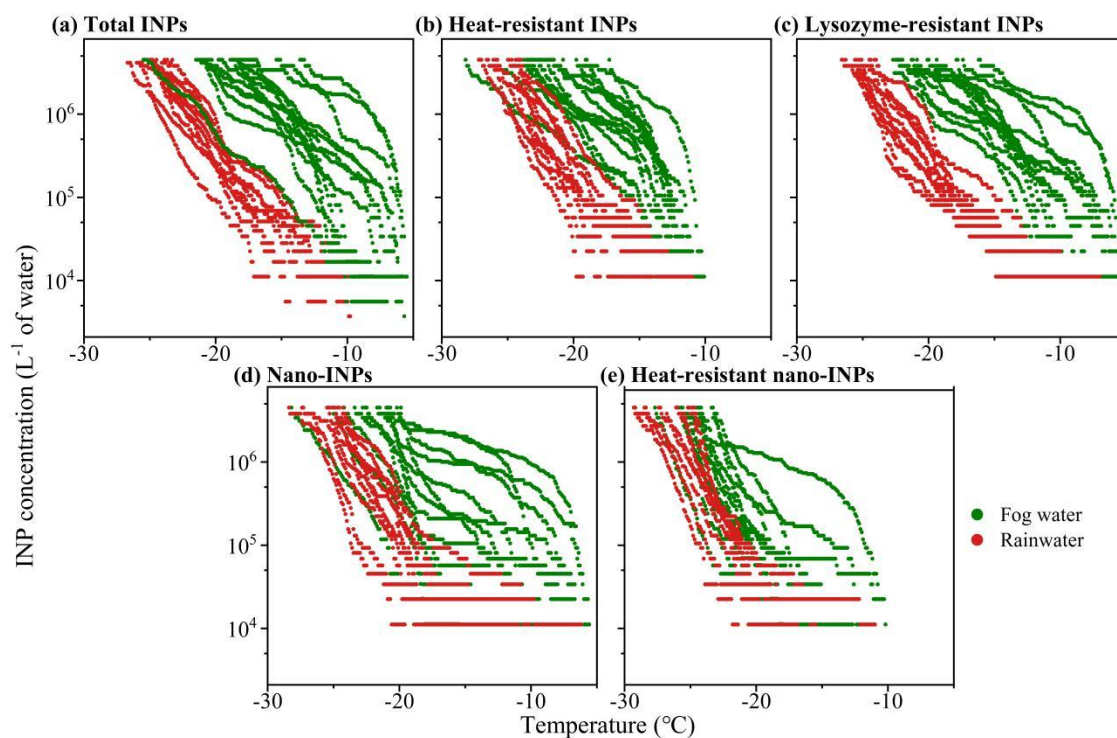 (a) Total INPs
(b) Heat-resistant INPs
(c) Lysozyme-resistant INPs
10⁶
10⁵
10⁴
-30 -20 -10
-30 -20 -10
-30 -20 -10
(d) Nano-INPs
(e) Heat-resistant nano-INPs
10⁶
10⁵
10⁴
-30 -20 -10
-30 -20 -10
INP concentration (L⁻¹ of water)
Temperature (°C)
Fog water
Rainwater